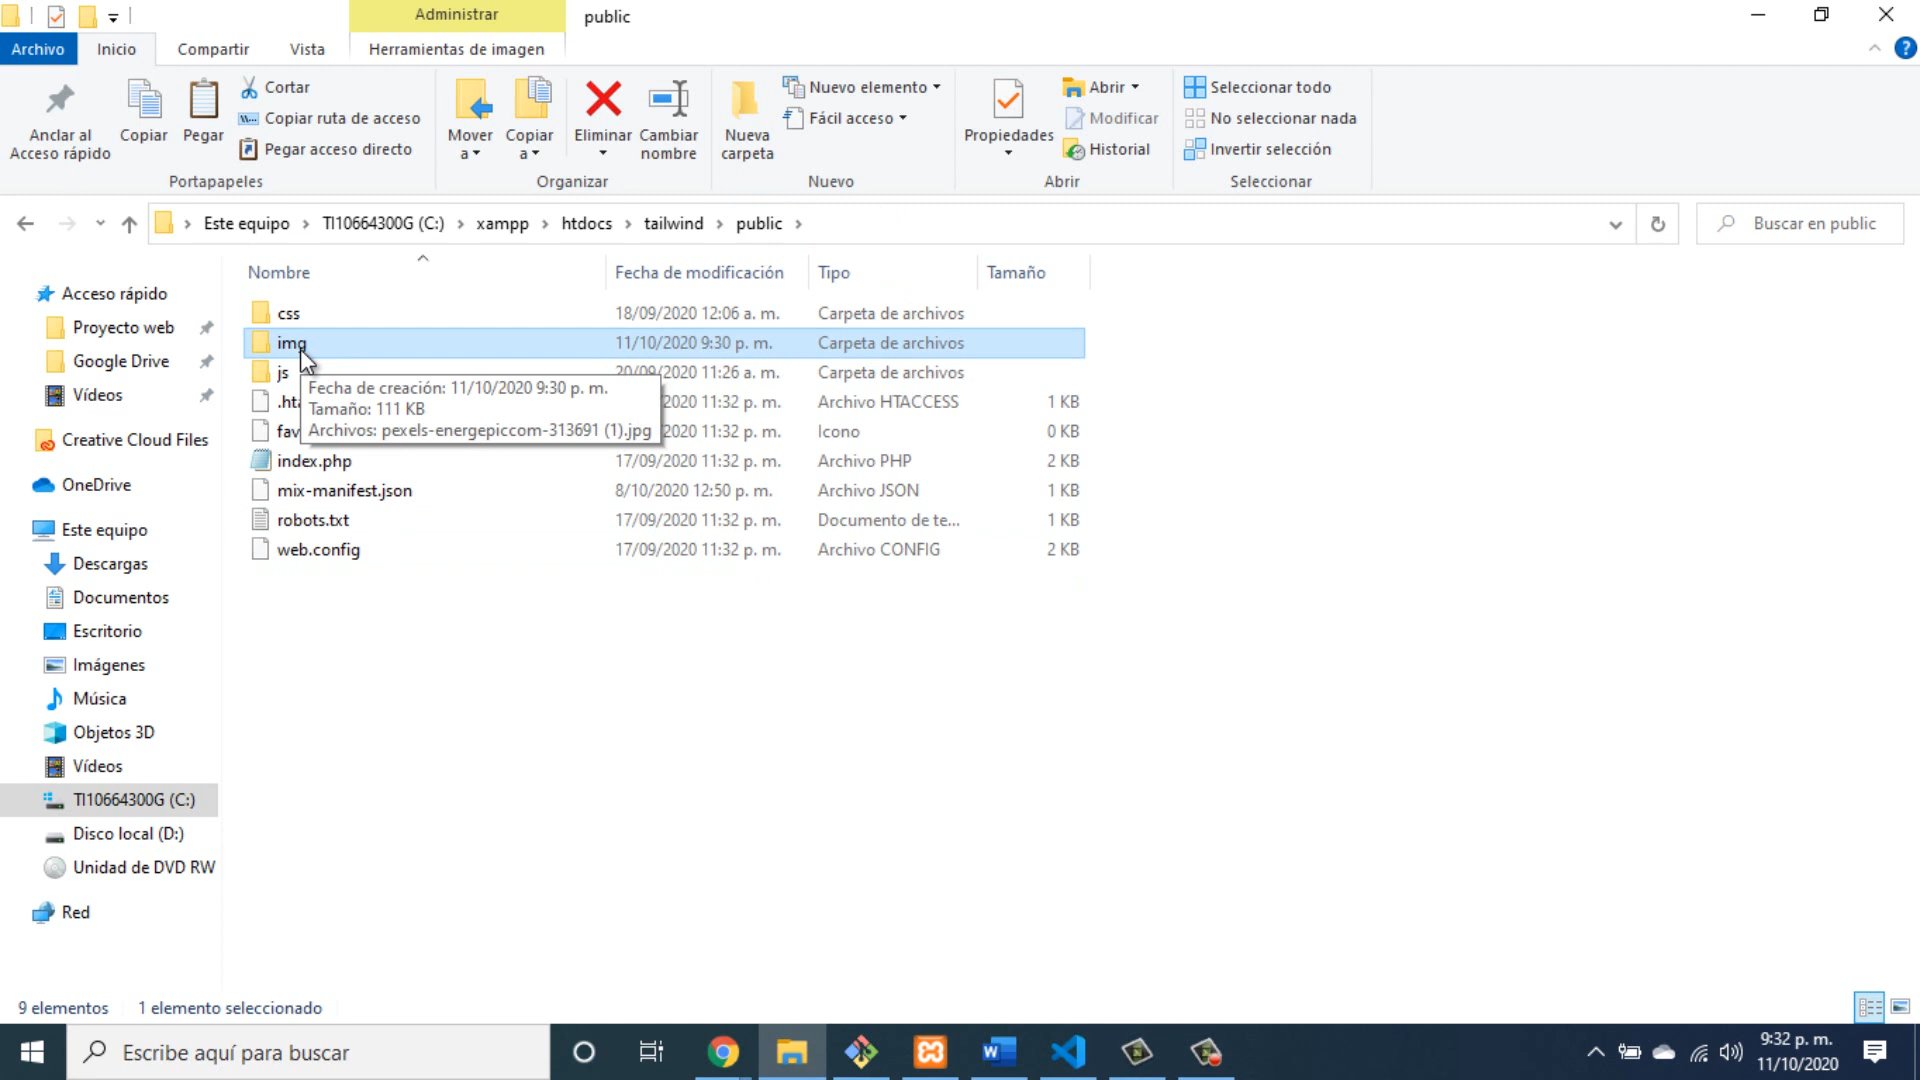 Administrar
public
Archivo
Inicio
Compartir
Vista
Herramientas de imagen
Anclar al
Acceso rápido
Copiar
Pegar
Cortar
Copiar ruta de acceso
Pegar acceso directo
Portapapeles
Mover
a
Copiar
a
Eliminar
Cambiar
nombre
Organizar
Nueva
carpeta
Nuevo elemento
Fácil acceso
Nuevo
Propiedades
Abrir
Modificar
Historial
Abrir
Seleccionar todo
No seleccionar nada
Invertir selección
Seleccionar
Este equipo > TI10664300G (C:) > xampp > htdocs > tailwind > public >
Buscar en public
Nombre Fecha de modificación Tipo Tamaño
css 18/09/2020 12:06 a. m. Carpeta de archivos
img 11/10/2020 9:30 p. m. Carpeta de archivos
js 20/09/2020 11:26 a. m. Carpeta de archivos
Fecha de creación: 11/10/2020 9:30 p. m.
Tamaño: 111 KB
Archivos: pexels-energepiccom-313691 (1).jpg
.hta 2020 11:32 p. m. Archivo HTACCESS 1 KB
fav 2020 11:32 p. m. Icono 0 KB
index.php 17/09/2020 11:32 p. m. Archivo PHP 2 KB
mix-manifest.json 8/10/2020 12:50 p. m. Archivo JSON 1 KB
robots.txt 17/09/2020 11:32 p. m. Documento de te... 1 KB
web.config 17/09/2020 11:32 p. m. Archivo CONFIG 2 KB
Acceso rápido
Proyecto web
Google Drive
Vídeos
Creative Cloud Files
OneDrive
Este equipo
Descargas
Documentos
Escritorio
Imágenes
Música
Objetos 3D
Vídeos
TI10664300G (C:)
Disco local (D:)
Unidad de DVD RW
Red
9 elementos 1 elemento seleccionado
Escribe aquí para buscar
9:32 p. m.
11/10/2020